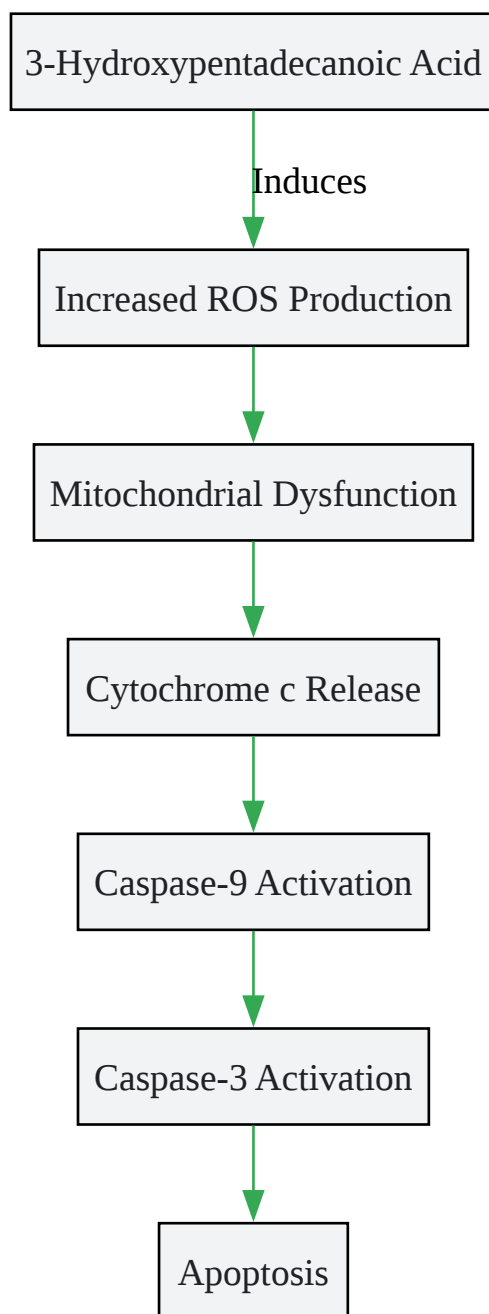 3-Hydroxypentadecanoic Acid
Induces
Increased ROS Production
Mitochondrial Dysfunction
Cytochrome c Release
Caspase-9 Activation
Caspase-3 Activation
Apoptosis